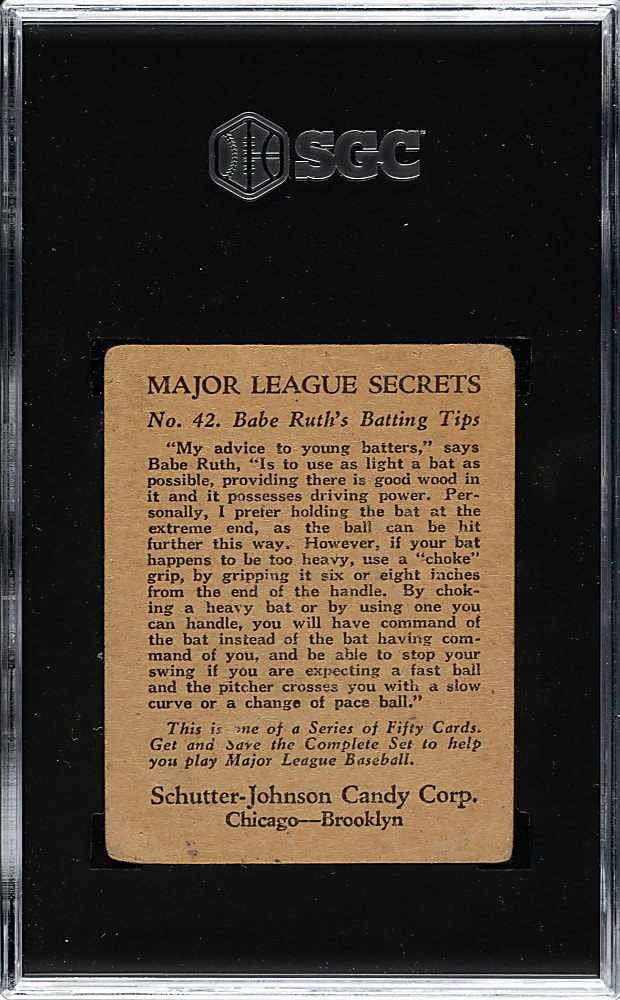 SGC
MAJOR LEAGUE SECRETS
No. 42. Babe Ruth's Batting Tips
"My advice to young batters," says
Babe Ruth, "Is to use as light a bat as
possible, providing there is good wood in
it and it possesses driving power. Per-
sonally, I prefer holding the bat at the
extreme end, as the ball can be hit
further this way. However, if your bat
happens to be too heavy, use a "choke"
grip, by gripping it six or eight inches
from the end of the handle. By chok-
ing a heavy bat or by using one you
can handle, you will have command of
the bat instead of the bat having com-
mand of you, and be able to stop your
swing if you are expecting a fast ball
and the pitcher crosses you with a slow
curve or a change of pace ball."
This is one of a Series of Fifty Cards.
Get and Save the Complete Set to help
you play Major League Baseball.
Schutter-Johnson Candy Corp.
Chicago—Brooklyn